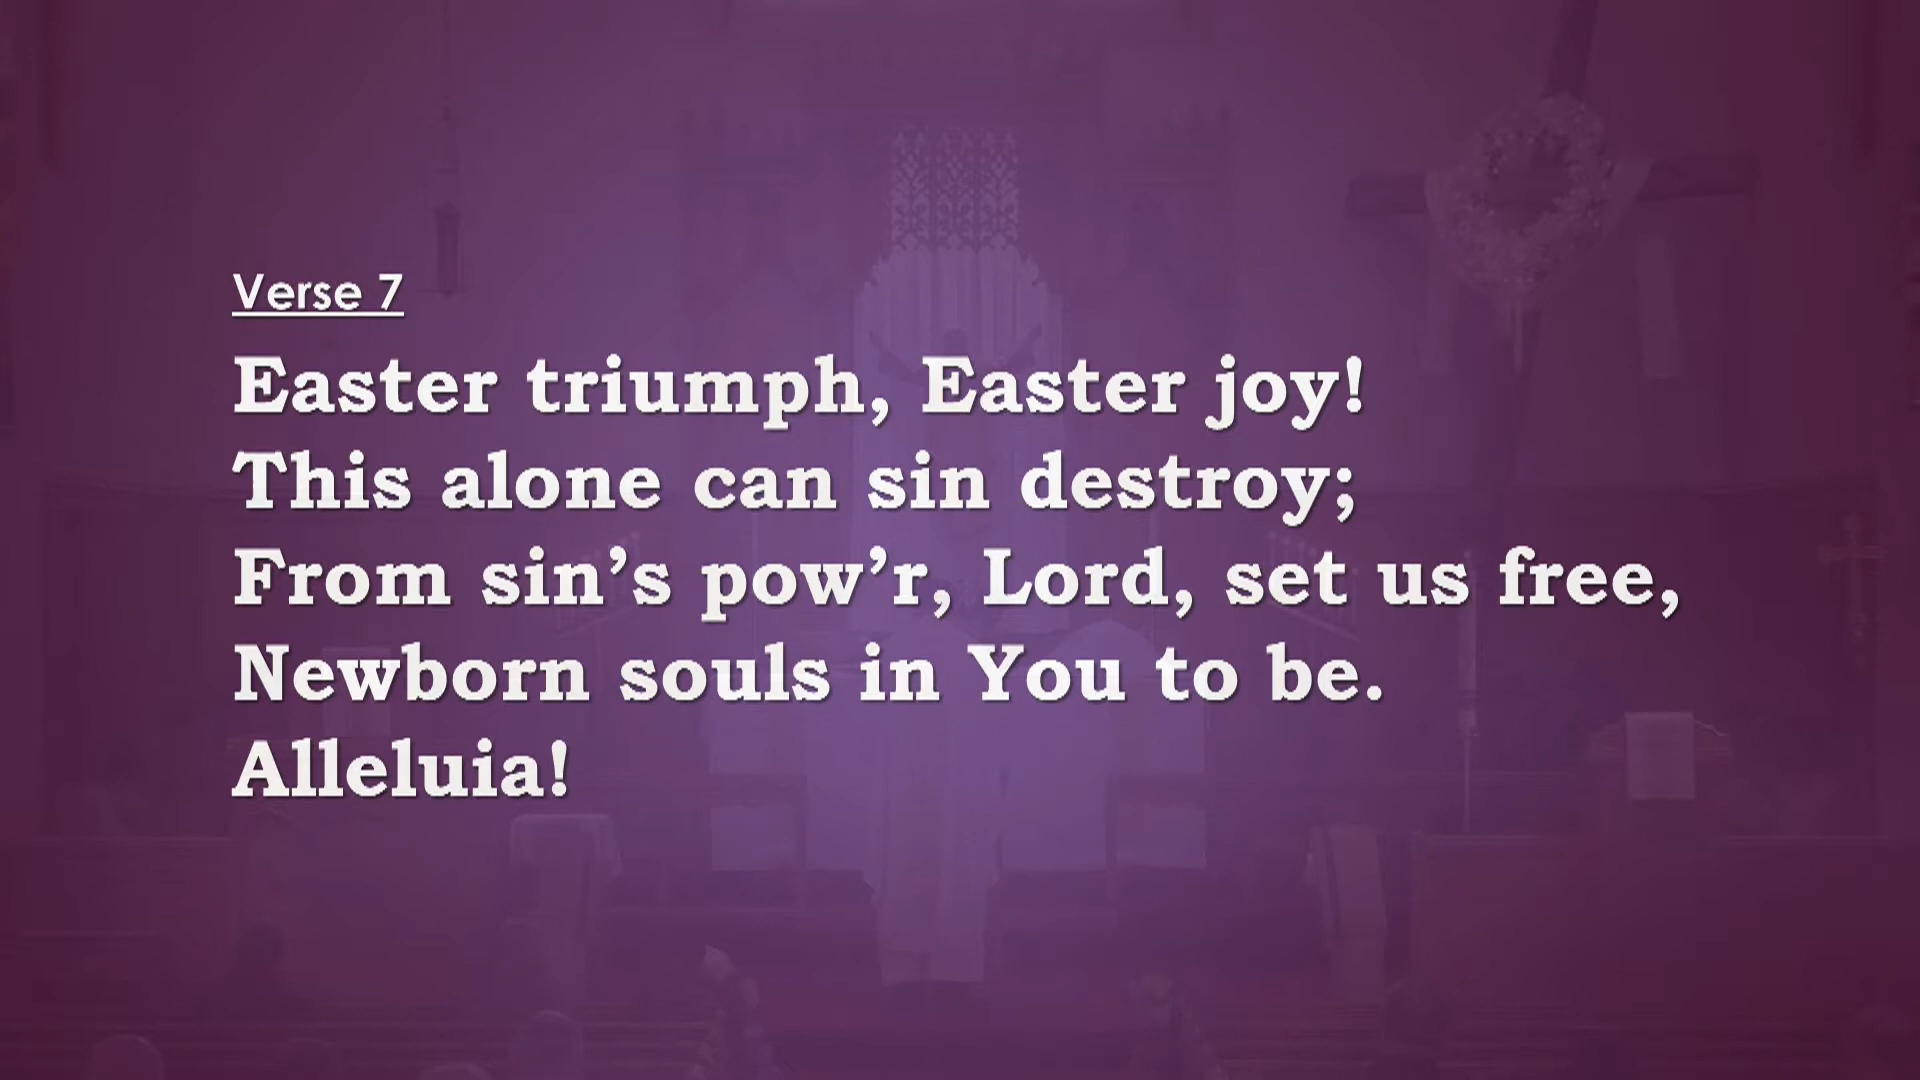 Verse 7
Easter triumph, Easter joy!
This alone can sin destroy;
From sin’s pow’r, Lord, set us free,
Newborn souls in You to be.
Alleluia!